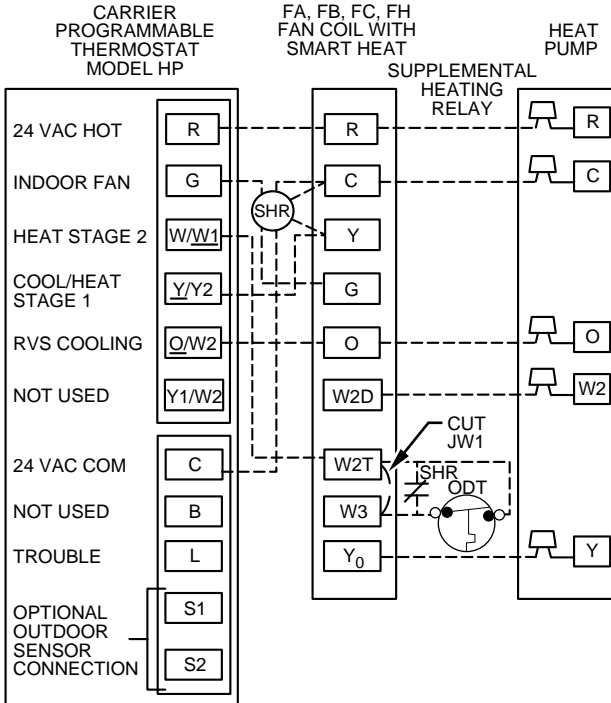 CARRIER
PROGRAMMABLE
THERMOSTAT
MODEL HP
FA, FB, FC, FH
FAN COIL WITH
SMART HEAT
SUPPLEMENTAL
HEATING
RELAY
HEAT
PUMP
24 VAC HOT
R
R
R
INDOOR FAN
G
C
C
SHR
HEAT STAGE 2
W/W1
Y
COOL/HEAT
STAGE 1
Y/Y2
G
RVS COOLING
O/W2
O
O
NOT USED
Y1/W2
W2D
W2
CUT
JW1
24 VAC COM
C
W2T
SHR
ODT
NOT USED
B
W3
TROUBLE
L
Y0
Y
OPTIONAL
OUTDOOR
SENSOR
CONNECTION
S1
S2